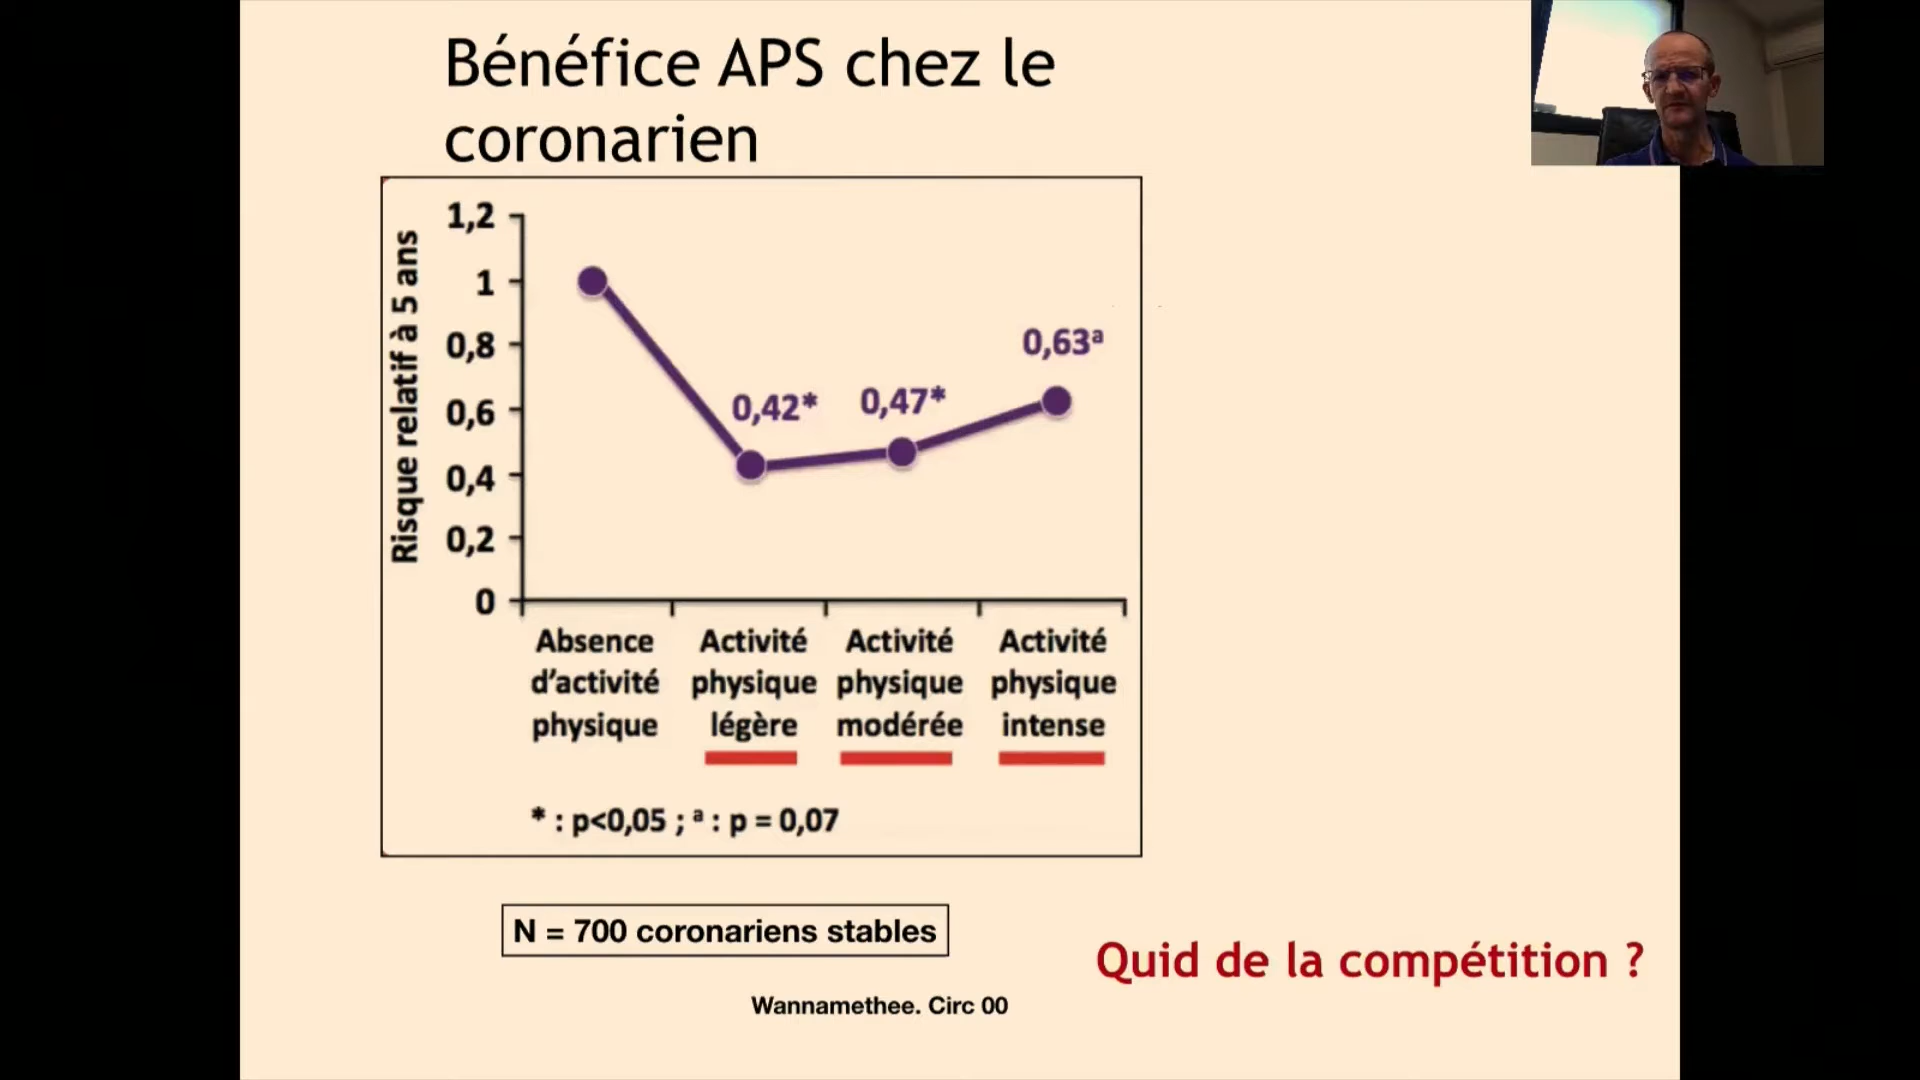 Bénéfice APS chez le
coronarien
Risque relatif à 5 ans
1,2
1
0,8
0,6
0,4
0,2
0
0,42*
0,47*
0,63ᵃ
Absence
d'activité
physique
Activité
physique
légère
Activité
physique
modérée
Activité
physique
intense
* : p<0,05 ; ᵃ : p = 0,07
N = 700 coronariens stables
Quid de la compétition ?
Wannamethee. Circ 00